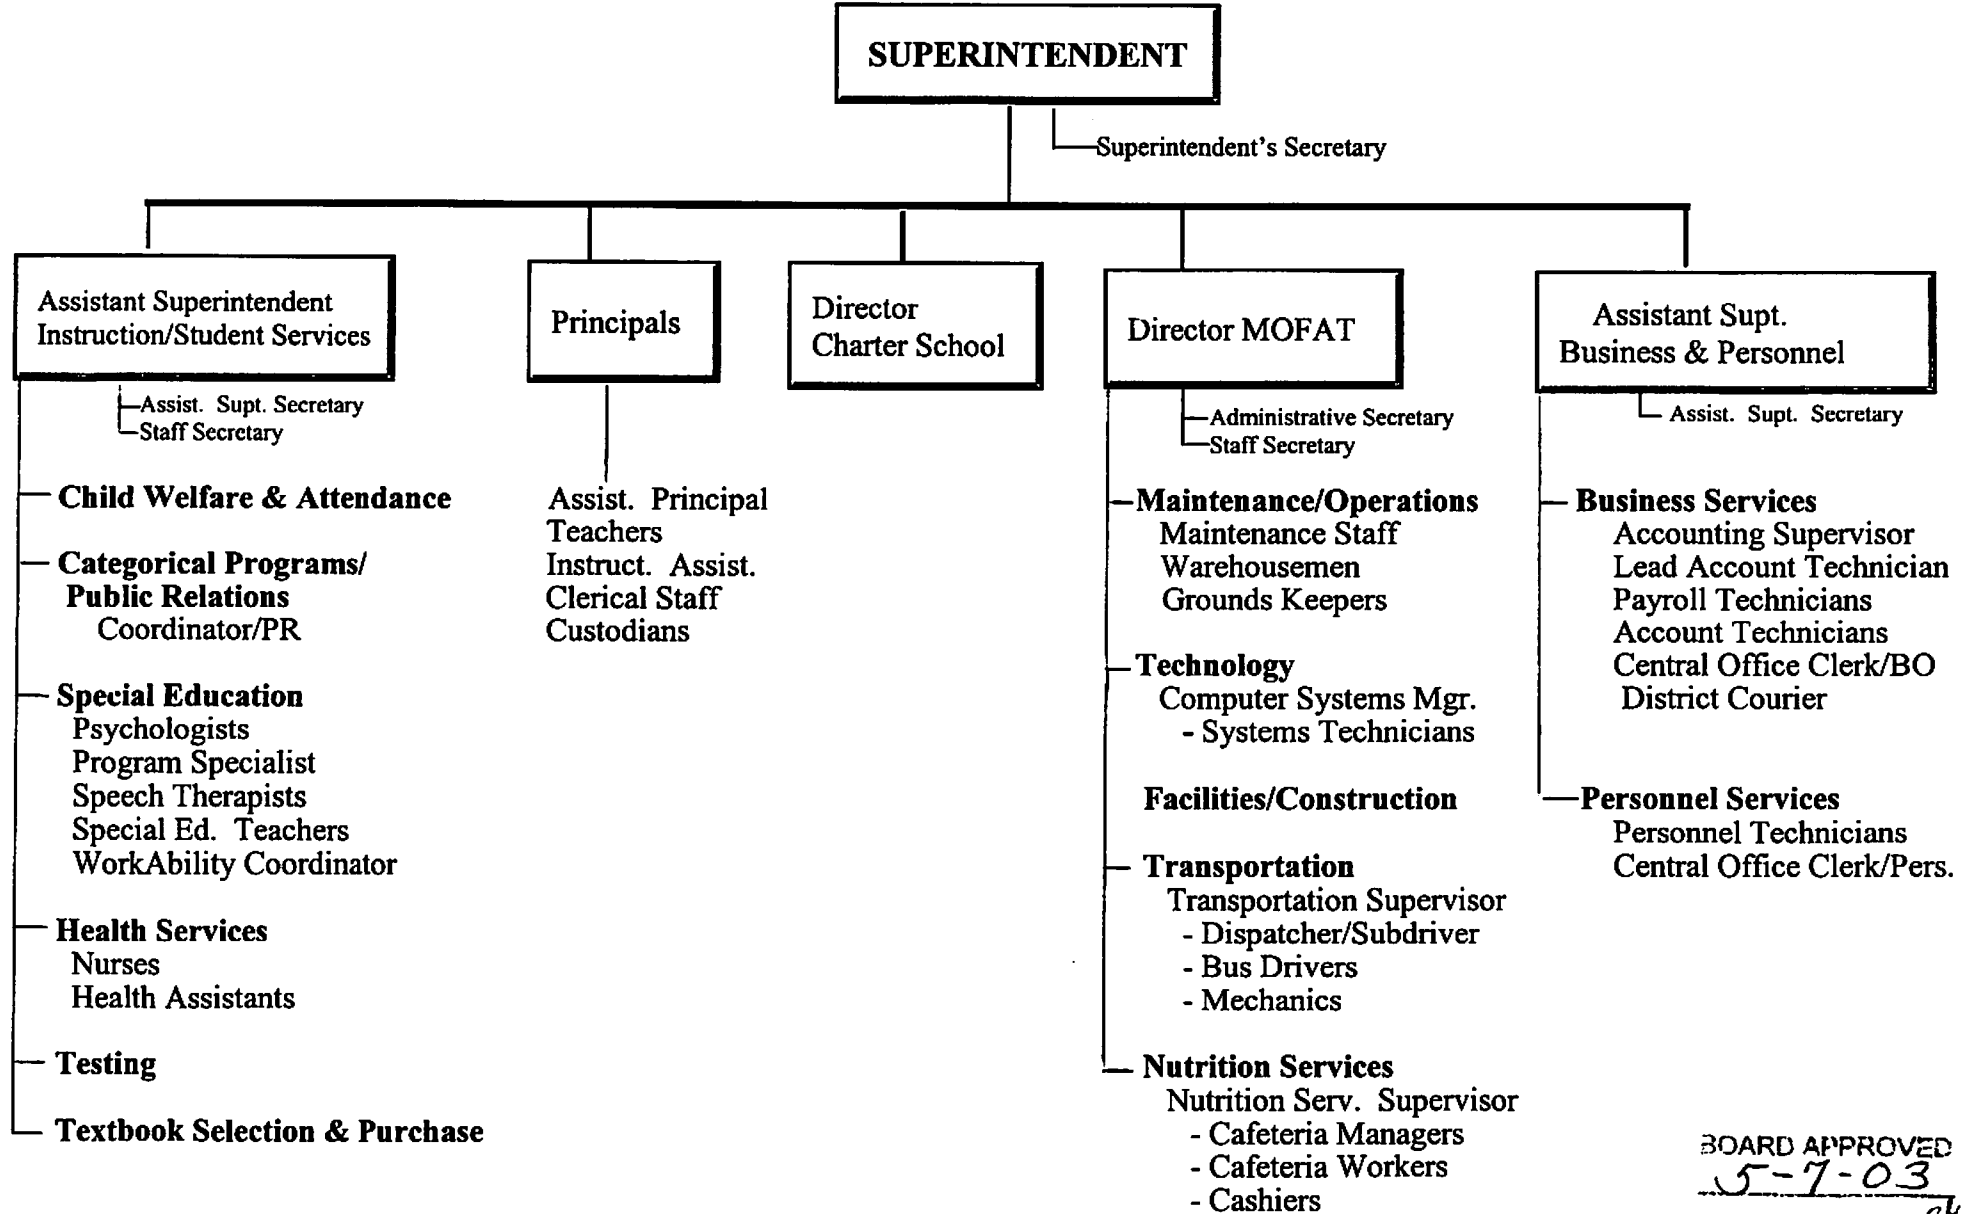 SUPERINTENDENT
Superintendent's Secretary
Assistant Superintendent
Instruction/Student Services
Assist. Supt. Secretary
Staff Secretary
Child Welfare & Attendance
Categorical Programs/
Public Relations
Coordinator/PR
Special Education
Psychologists
Program Specialist
Speech Therapists
Special Ed. Teachers
WorkAbility Coordinator
Health Services
Nurses
Health Assistants
Testing
Textbook Selection & Purchase
Principals
Assist. Principal
Teachers
Instruct. Assist.
Clerical Staff
Custodians
Director
Charter School
Director MOFAT
Administrative Secretary
Staff Secretary
Maintenance/Operations
Maintenance Staff
Warehousemen
Grounds Keepers
Technology
Computer Systems Mgr.
- Systems Technicians
Facilities/Construction
Transportation
Transportation Supervisor
- Dispatcher/Subdriver
- Bus Drivers
- Mechanics
Nutrition Services
Nutrition Serv. Supervisor
- Cafeteria Managers
- Cafeteria Workers
- Cashiers
Assistant Supt.
Business & Personnel
Assist. Supt. Secretary
Business Services
Accounting Supervisor
Lead Account Technician
Payroll Technicians
Account Technicians
Central Office Clerk/BO
District Courier
Personnel Services
Personnel Technicians
Central Office Clerk/Pers.
BOARD APPROVED
5-7-03